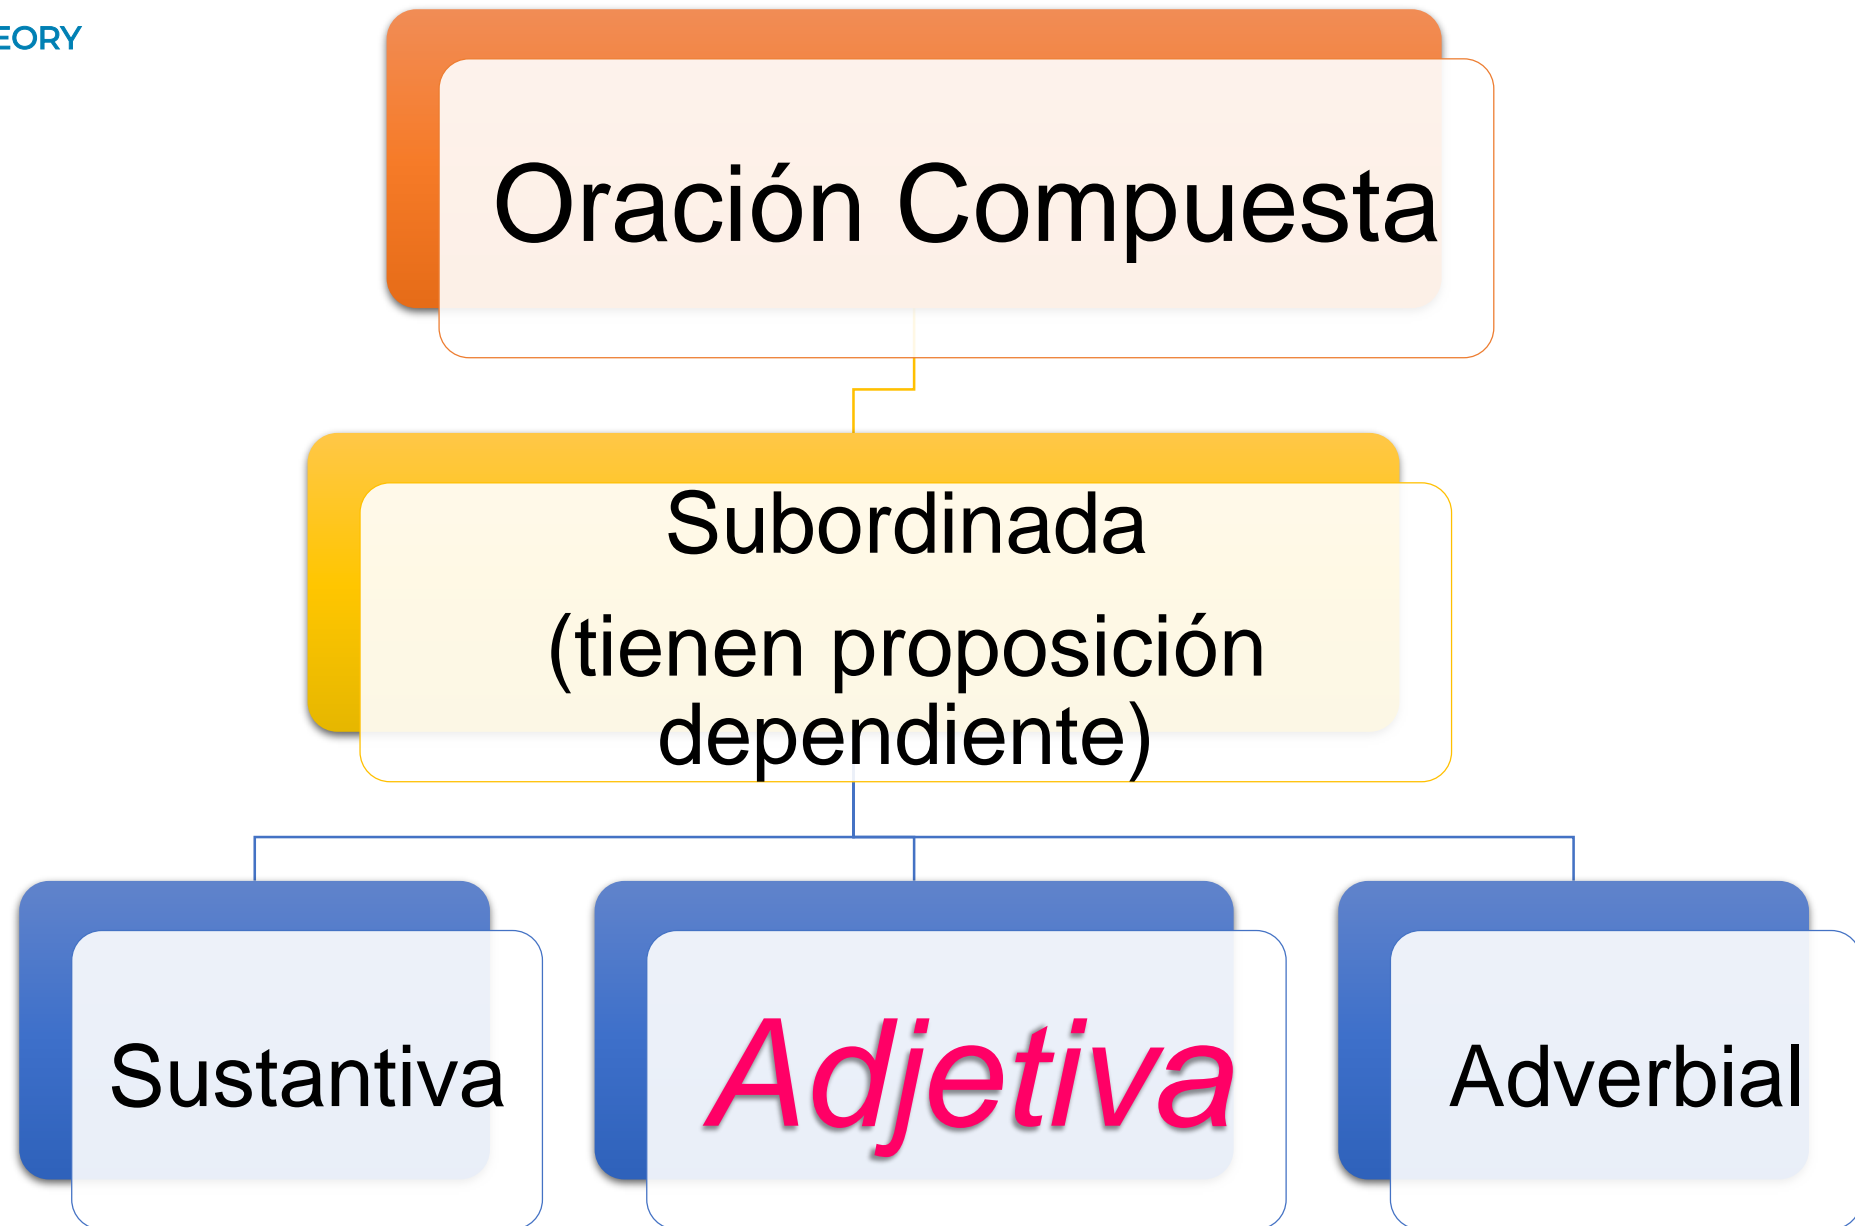 EORY
Oración Compuesta
Subordinada
(tienen proposición
dependiente)
Sustantiva
Adjetiva
Adverbial